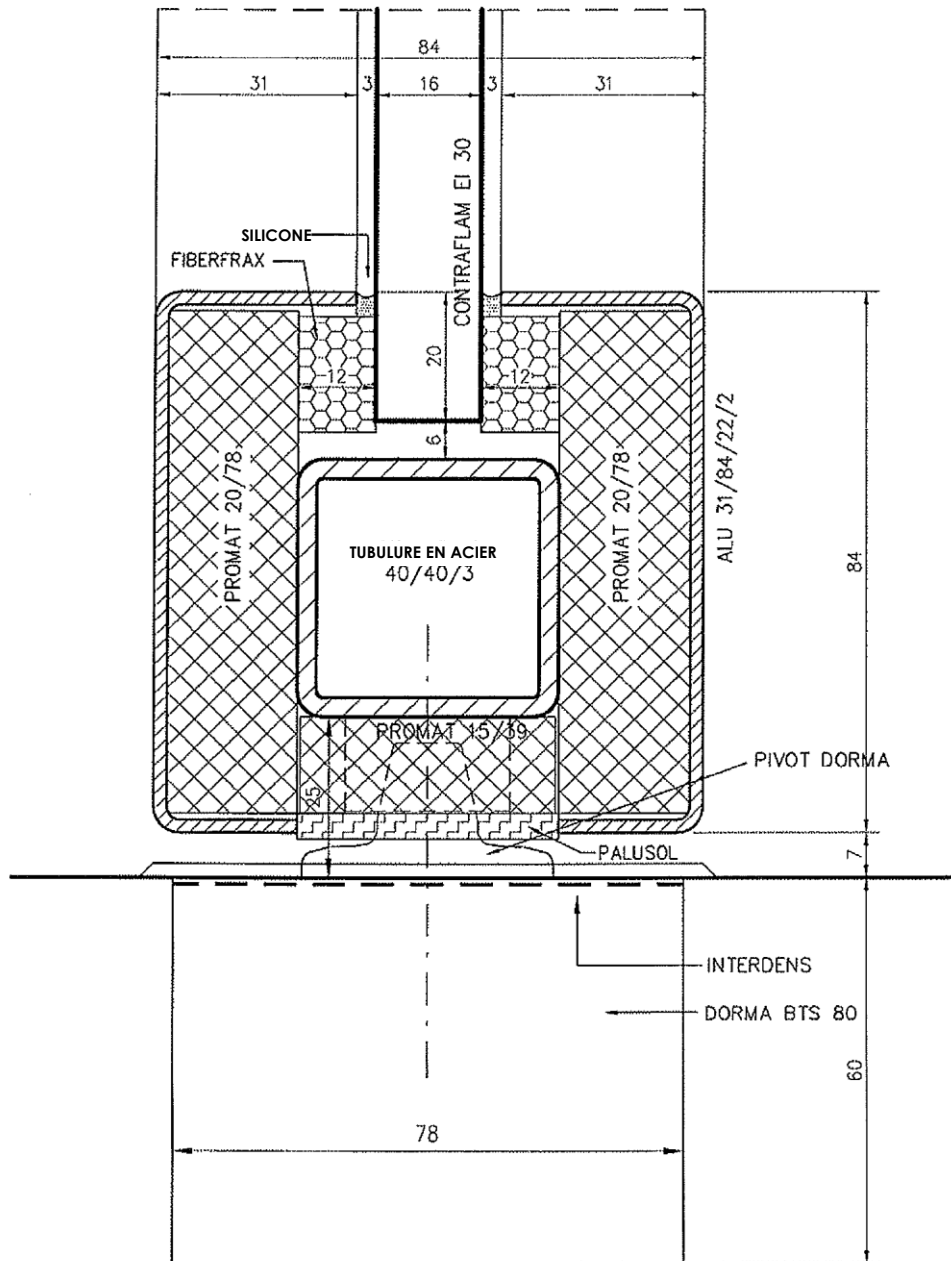 84
31
3
16
3
31
CONTRAFLAM EI 30
SILICONE
FIBERFRAX
20
12
12
6
PROMAT 20/78
TUBULURE EN ACIER
40/40/3
PROMAT 20/78
ALU 31/84/22/2
84
PROMAT 15/39
25
PIVOT DORMA
PALUSOL
7
INTERDENS
DORMA BTS 80
60
78